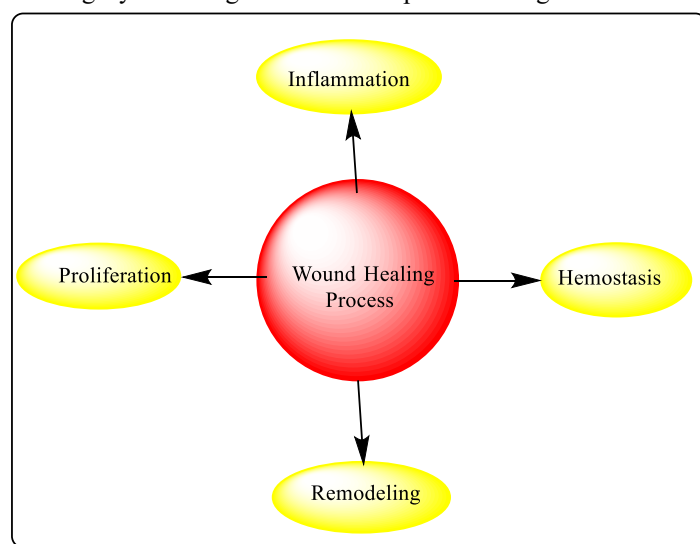 Inflammation
Proliferation
Wound Healing
Process
Hemostasis
Remodeling